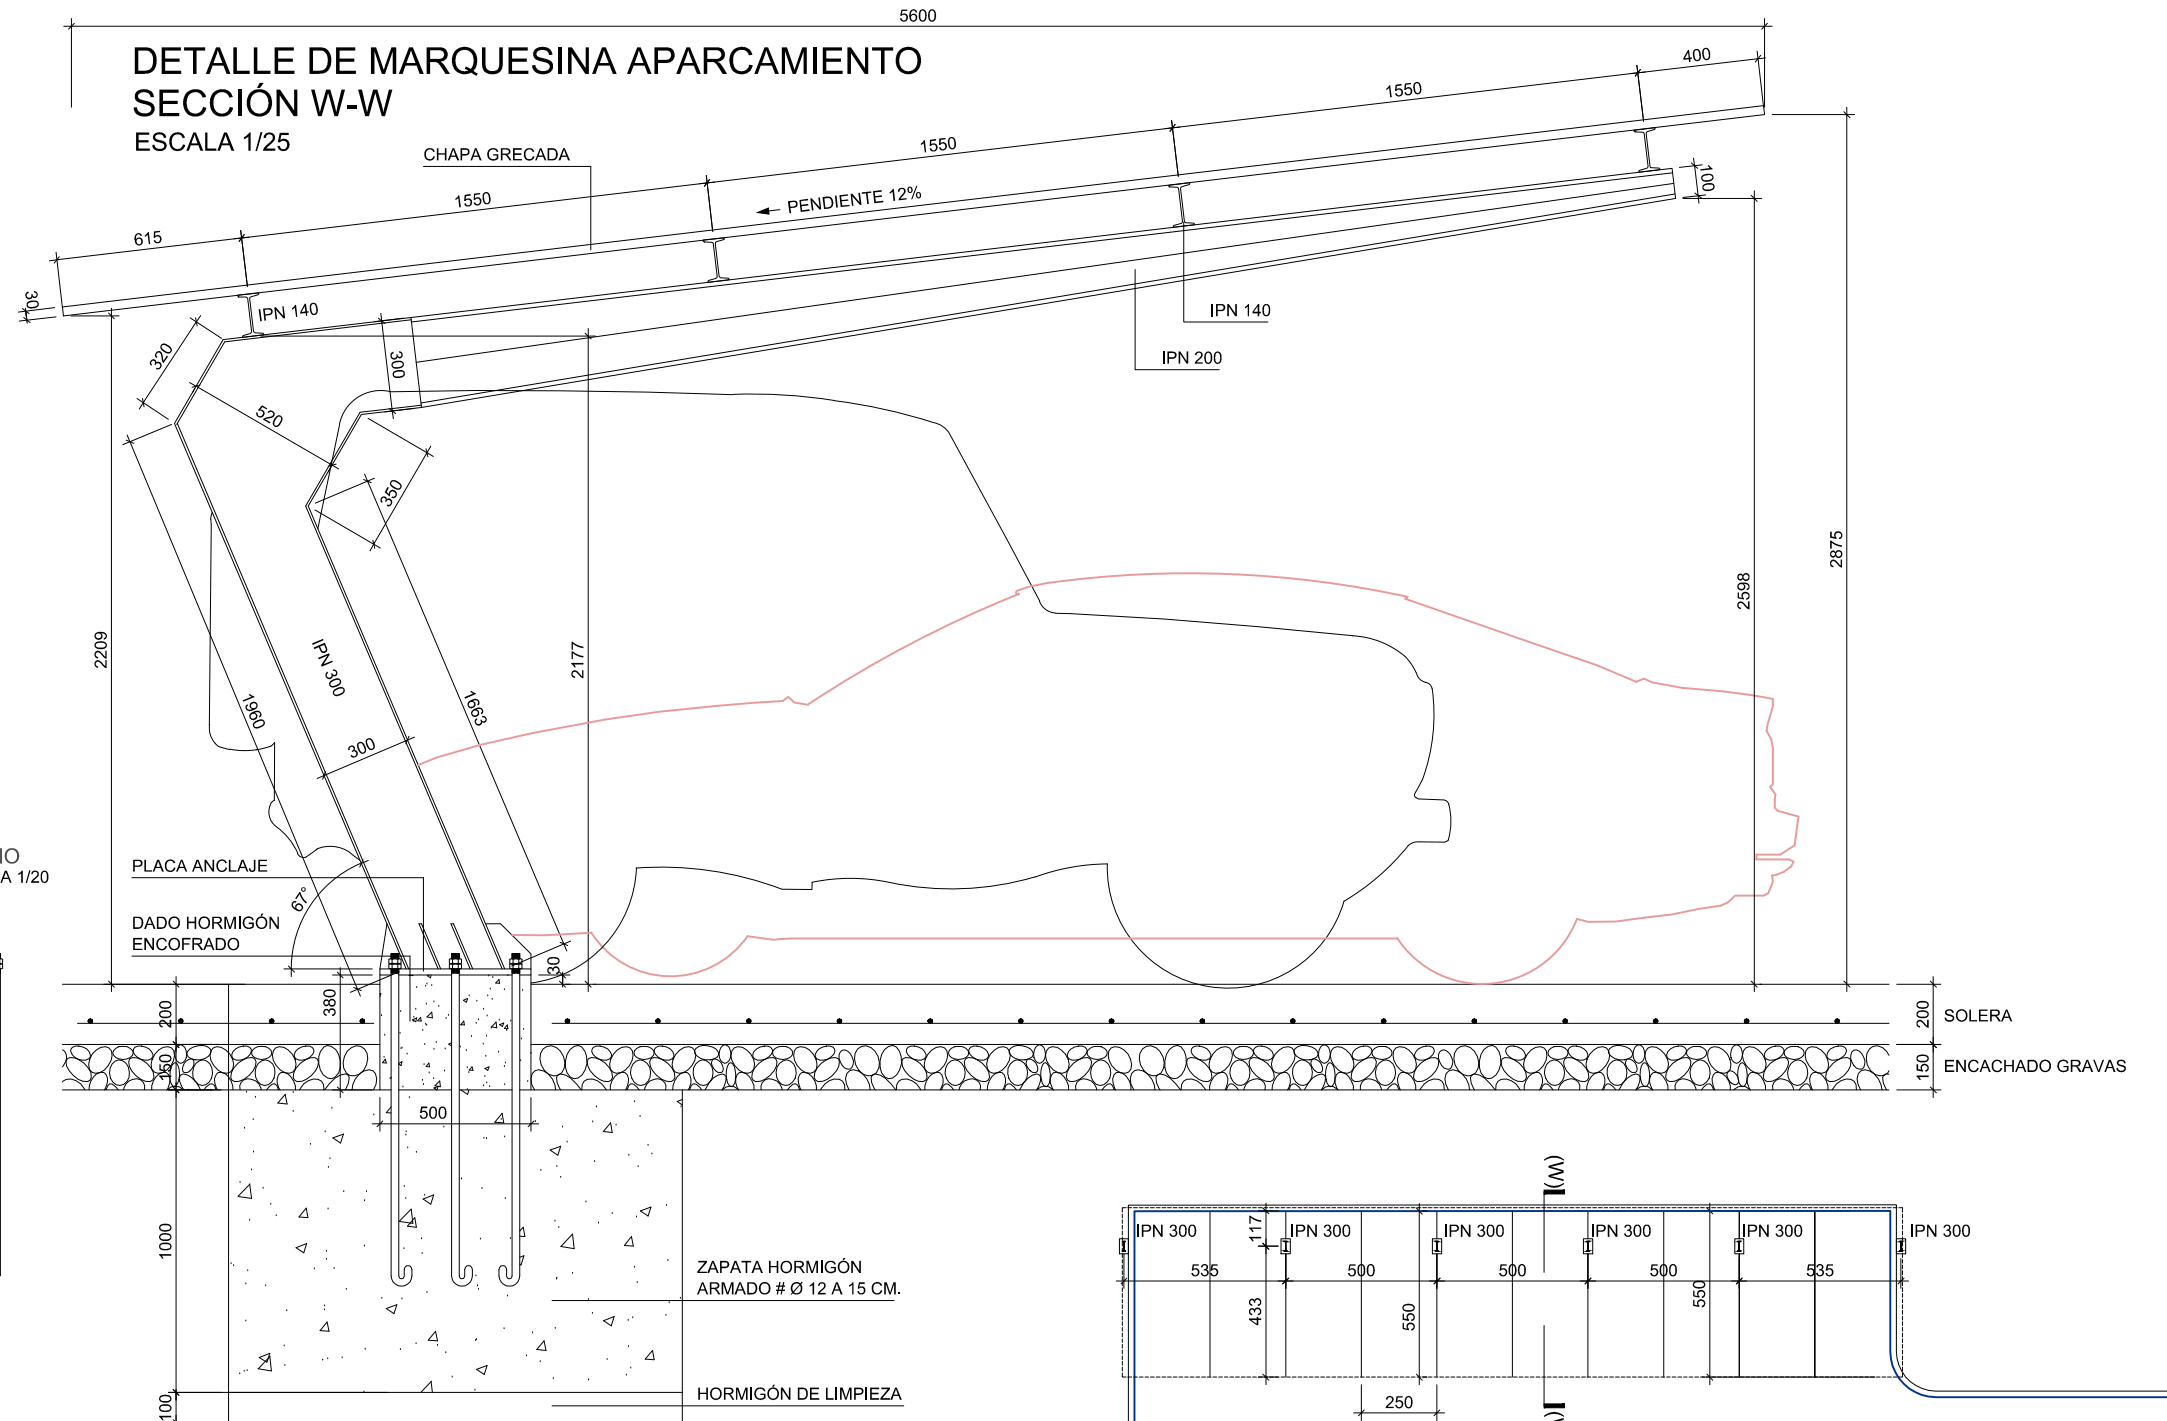 5600
DETALLE DE MARQUESINA APARCAMIENTO
SECCIÓN W-W
ESCALA 1/25
CHAPA GRECADA
400
1550
1550
1550
615
PENDIENTE 12%
100
30
IPN 140
IPN 140
IPN 200
320
300
520
350
2209
2177
2598
2875
IPN 300
1960
1663
300
IO
A 1/20
PLACA ANCLAJE
67°
DADO HORMIGÓN
ENCOFRADO
30
380
200
150
200
SOLERA
150
ENCACHADO GRAVAS
500
1000
ZAPATA HORMIGÓN
ARMADO # Ø 12 A 15 CM.
HORMIGÓN DE LIMPIEZA
100
(W)
IPN 300
IPN 300
IPN 300
IPN 300
IPN 300
IPN 300
117
535
500
500
500
535
433
550
550
250